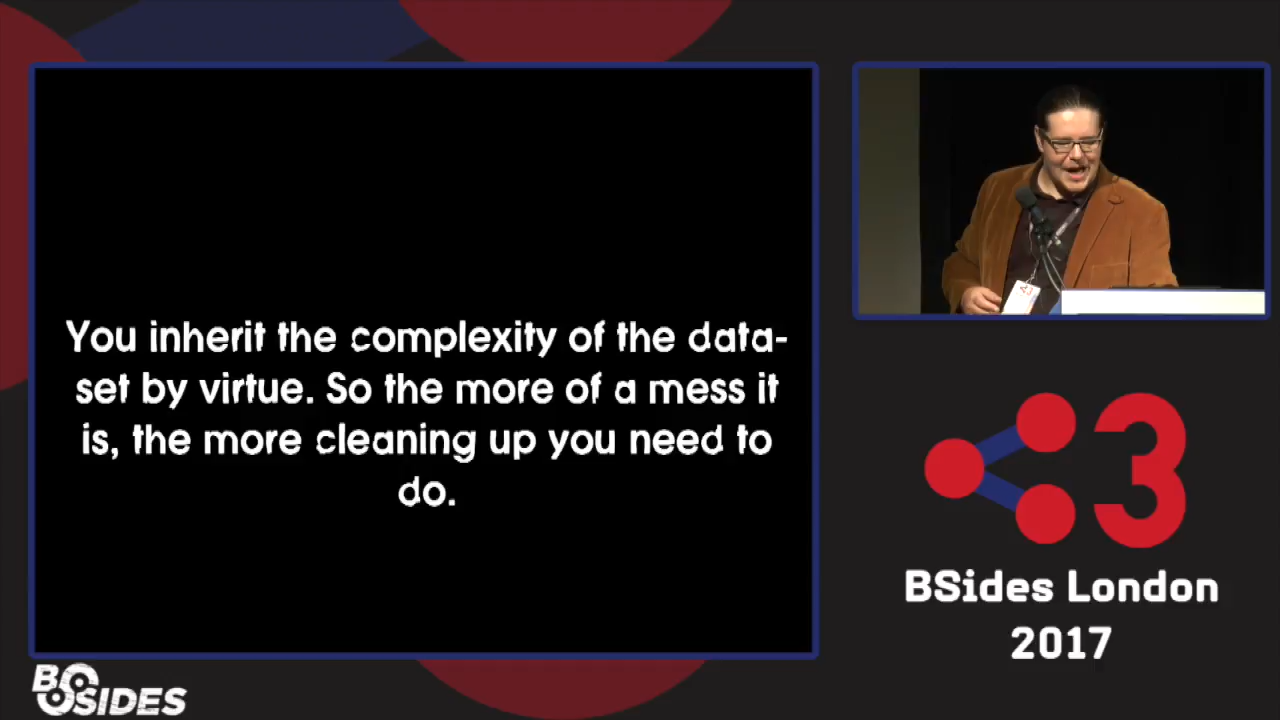 You inherit the complexity of the data-
set by virtue. So the more of a mess it
is, the more cleaning up you need to
do.
<3
BSides London
2017
BSIDES